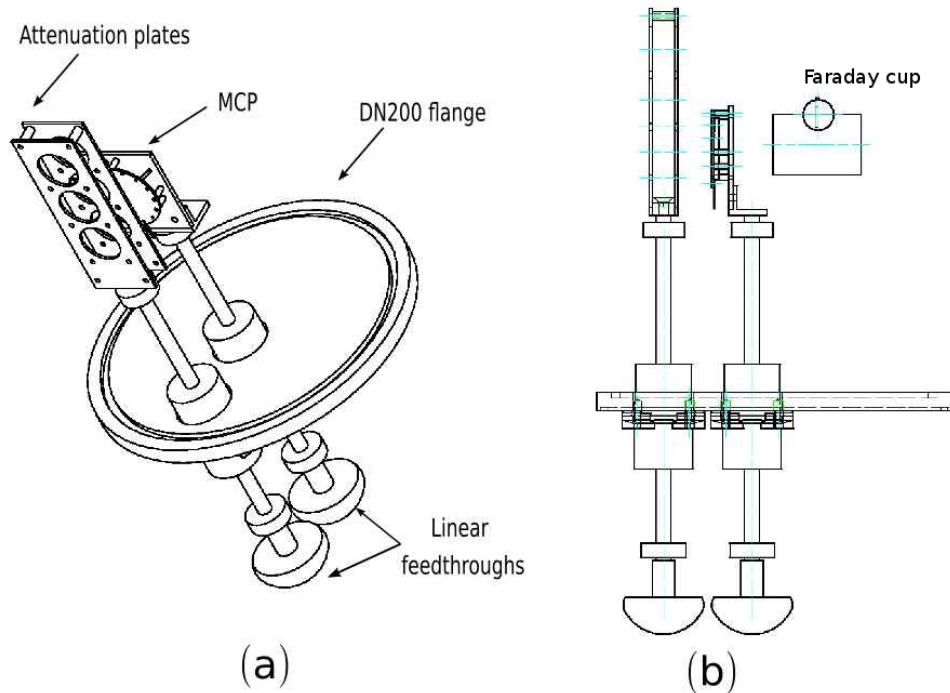 Attenuation plates
MCP
DN200 flange
Linear
feedthroughs
(a)
Faraday cup
(b)